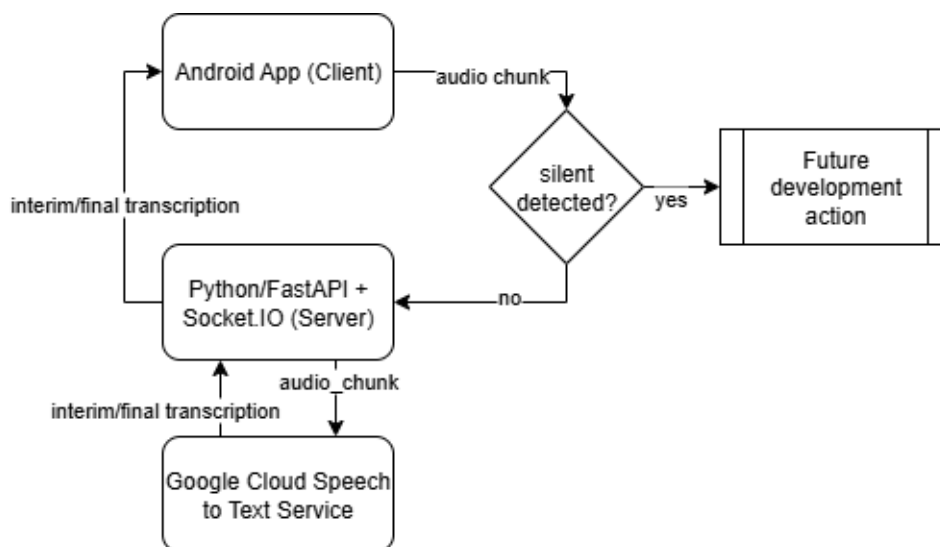 Android App (Client)
audio chunk
silent
detected?
yes
Future
development
action
interim/final transcription
no
Python/FastAPI +
Socket.IO (Server)
audio_chunk
interim/final transcription
Google Cloud Speech
to Text Service